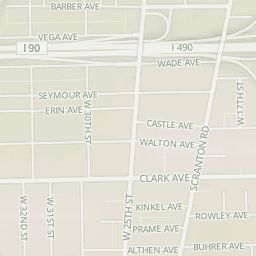 BARBER AVE
VEGA AVE
I 90
I 490
WADE AVE
W 17TH ST
SEYMOUR AVE
ERIN AVE
W 30TH ST
CASTLE AVE
WALTON AVE
SCRANTON RD
CLARK AVE
W 32ND ST
W 31ST ST
W 25TH ST
KINKEL AVE
ROWLEY AVE
PRAME AVE
BUHRER AVE
ALTHEN AVE